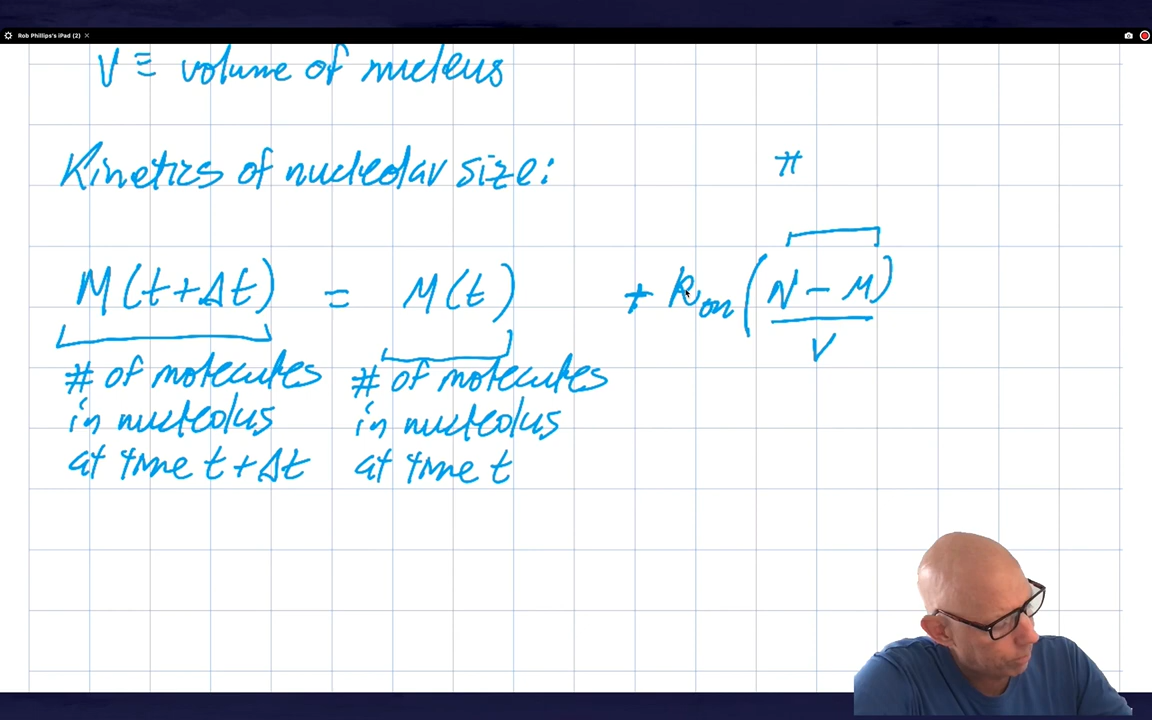 Rob Phillips's iPad (2)
V ≡ volume of nucleus
Kinetics of nucleolar size:
#
M(t+Δt) = M(t) + kon (N-M)/V
# of molecules # of molecules
in nucleolus in nucleolus
at time t+Δt at time t